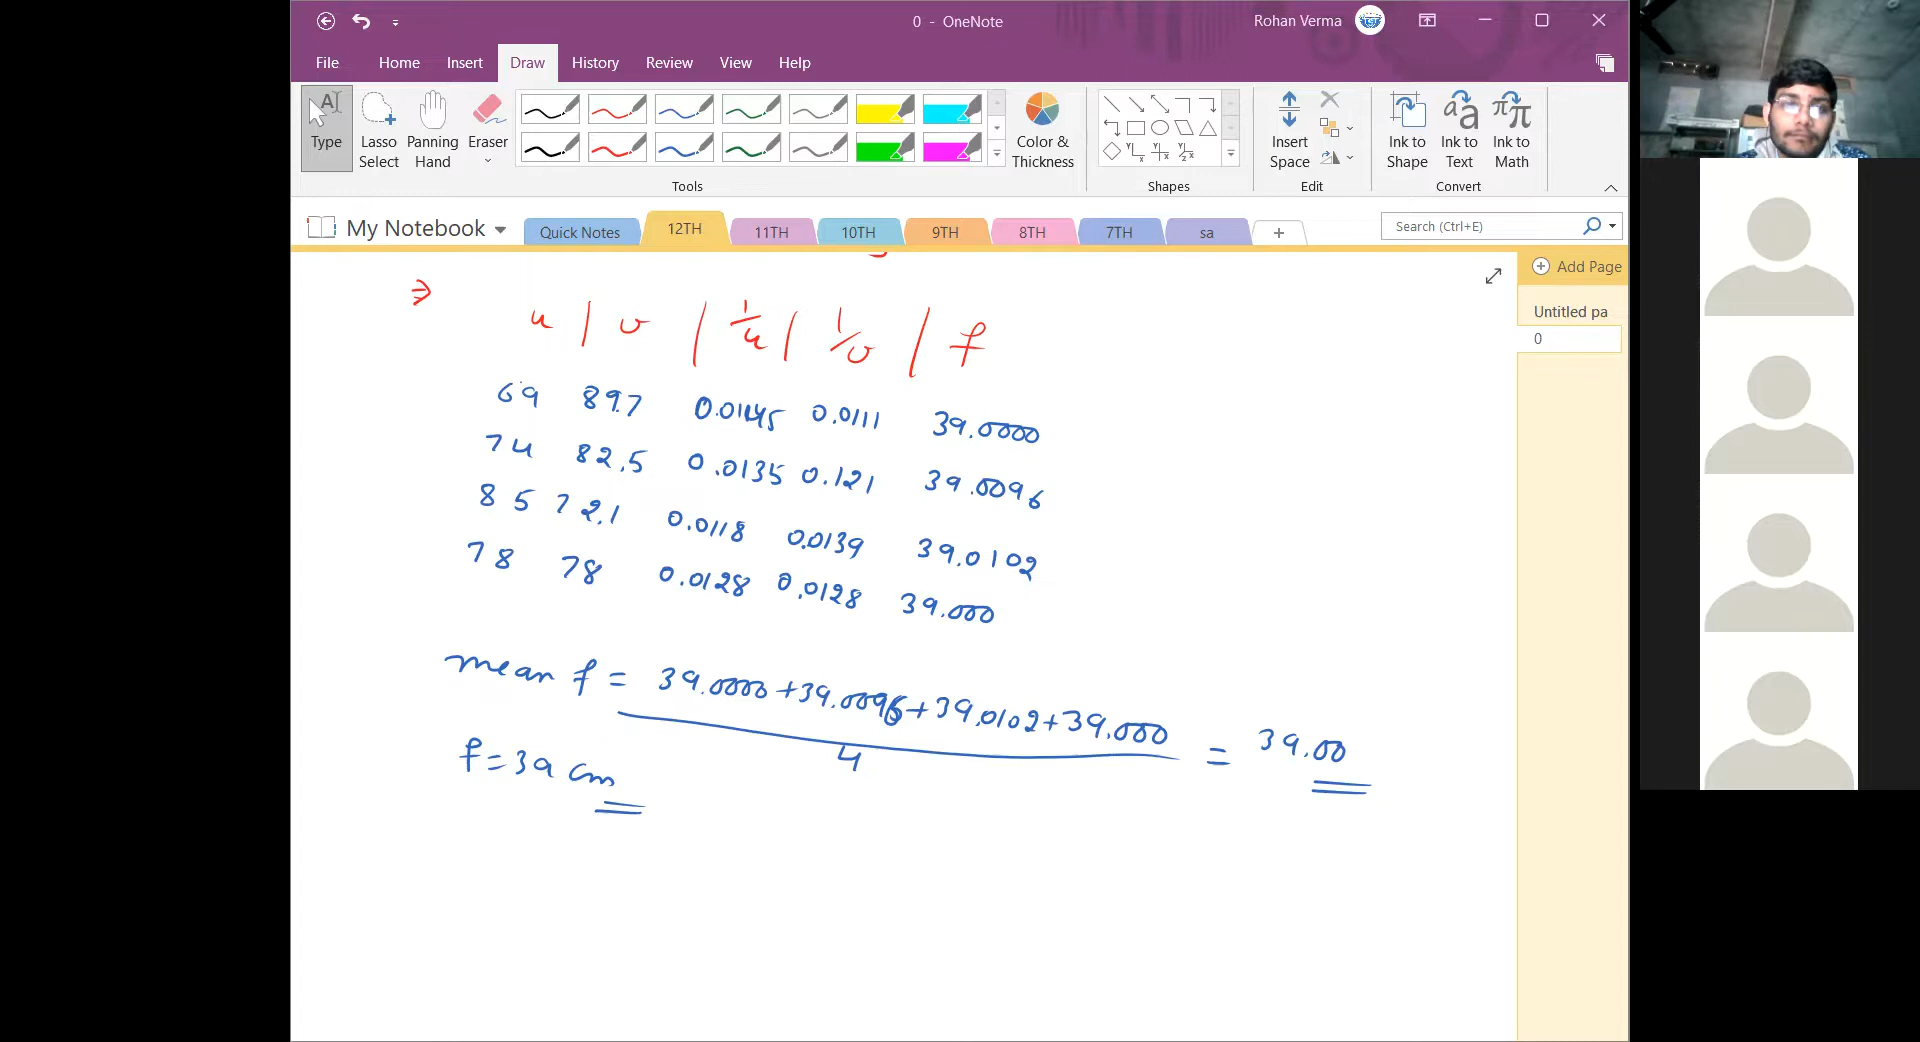 0 - OneNote
Rohan Verma
File Home Insert Draw History Review View Help
Type
Lasso Select
Panning Hand
Eraser
Color & Thickness
Insert Space
Ink to Shape
Ink to Text
Ink to Math
Tools
Shapes
Edit
Convert
My Notebook
Quick Notes 12TH 11TH 10TH 9TH 8TH 7TH sa +
Search (Ctrl+E)
Add Page
Untitled pa
0
⇒
u | v | 1/u | 1/v | f
69 89.7 0.0145 0.0111 39.0000
74 82.5 0.0135 0.121 39.0096
85 72.1 0.0118 0.0139 39.0102
78 78 0.0128 0.0128 39.000
mean f = 39.0000+39.0096+39.0102+39.000 / 4 = 39.00
f = 39 cm